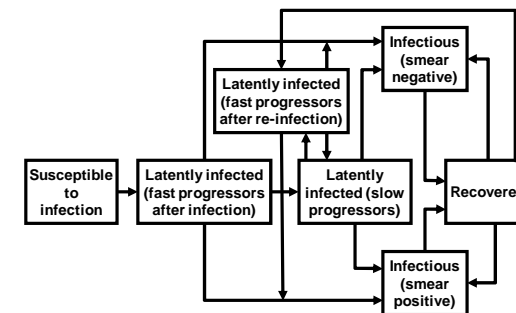 Infectious
(smear
negative)
Latently infected
(fast progressors
after re-infection)
Susceptible
to
infection
Latently infected
(fast progressors
after infection)
Latently
infected (slow
progressors)
Recovere
Infectious
(smear
positive)